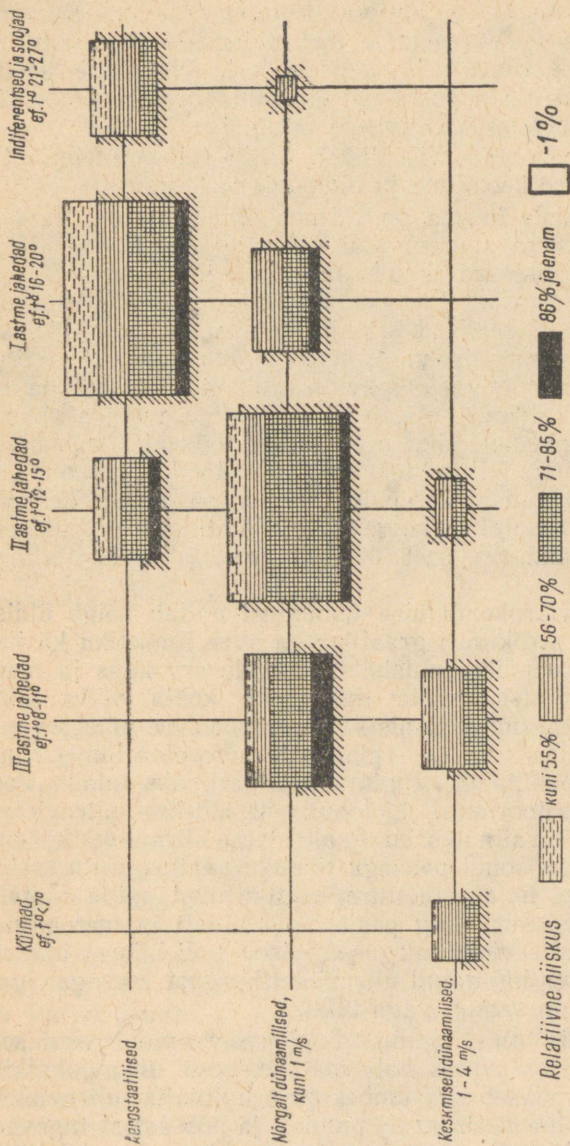 Külmad
ef. t°<7°
III astme jahedad
ef. t° 8-11°
II astme jahedad
ef. t° 12-15°
I astme jahedad
ef. t° 16-20°
Indiferentsed ja soojad
ef. t° 21-27°
Aerostaatilised
Nõrgalt dünaamilised,
kuni 1 m/s
Keskmiselt dünaamilised,
1-4 m/s
Relatiivne niiskus
kuni 55%
56-70%
71-85%
86% ja enam
-1%